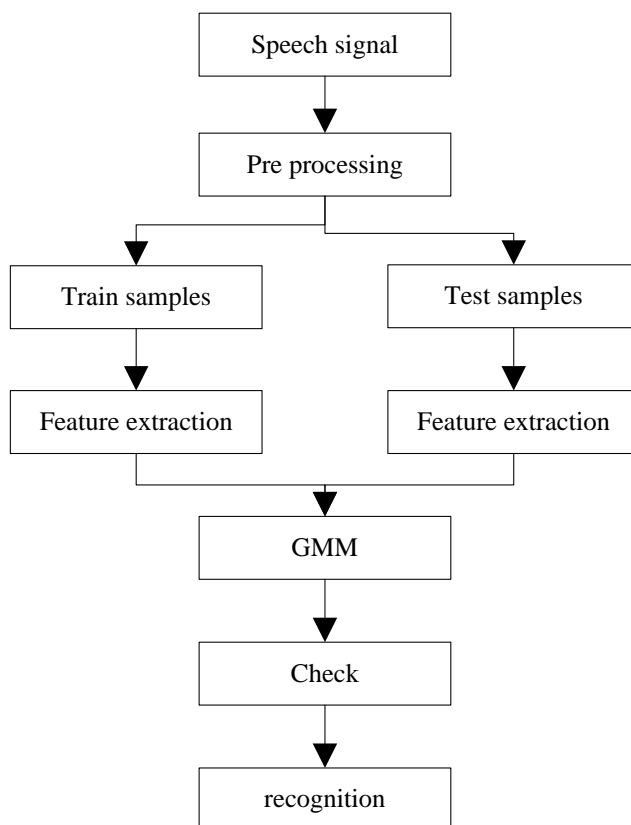 Speech signal
Pre processing
Train samples
Test samples
Feature extraction
Feature extraction
GMM
Check
recognition